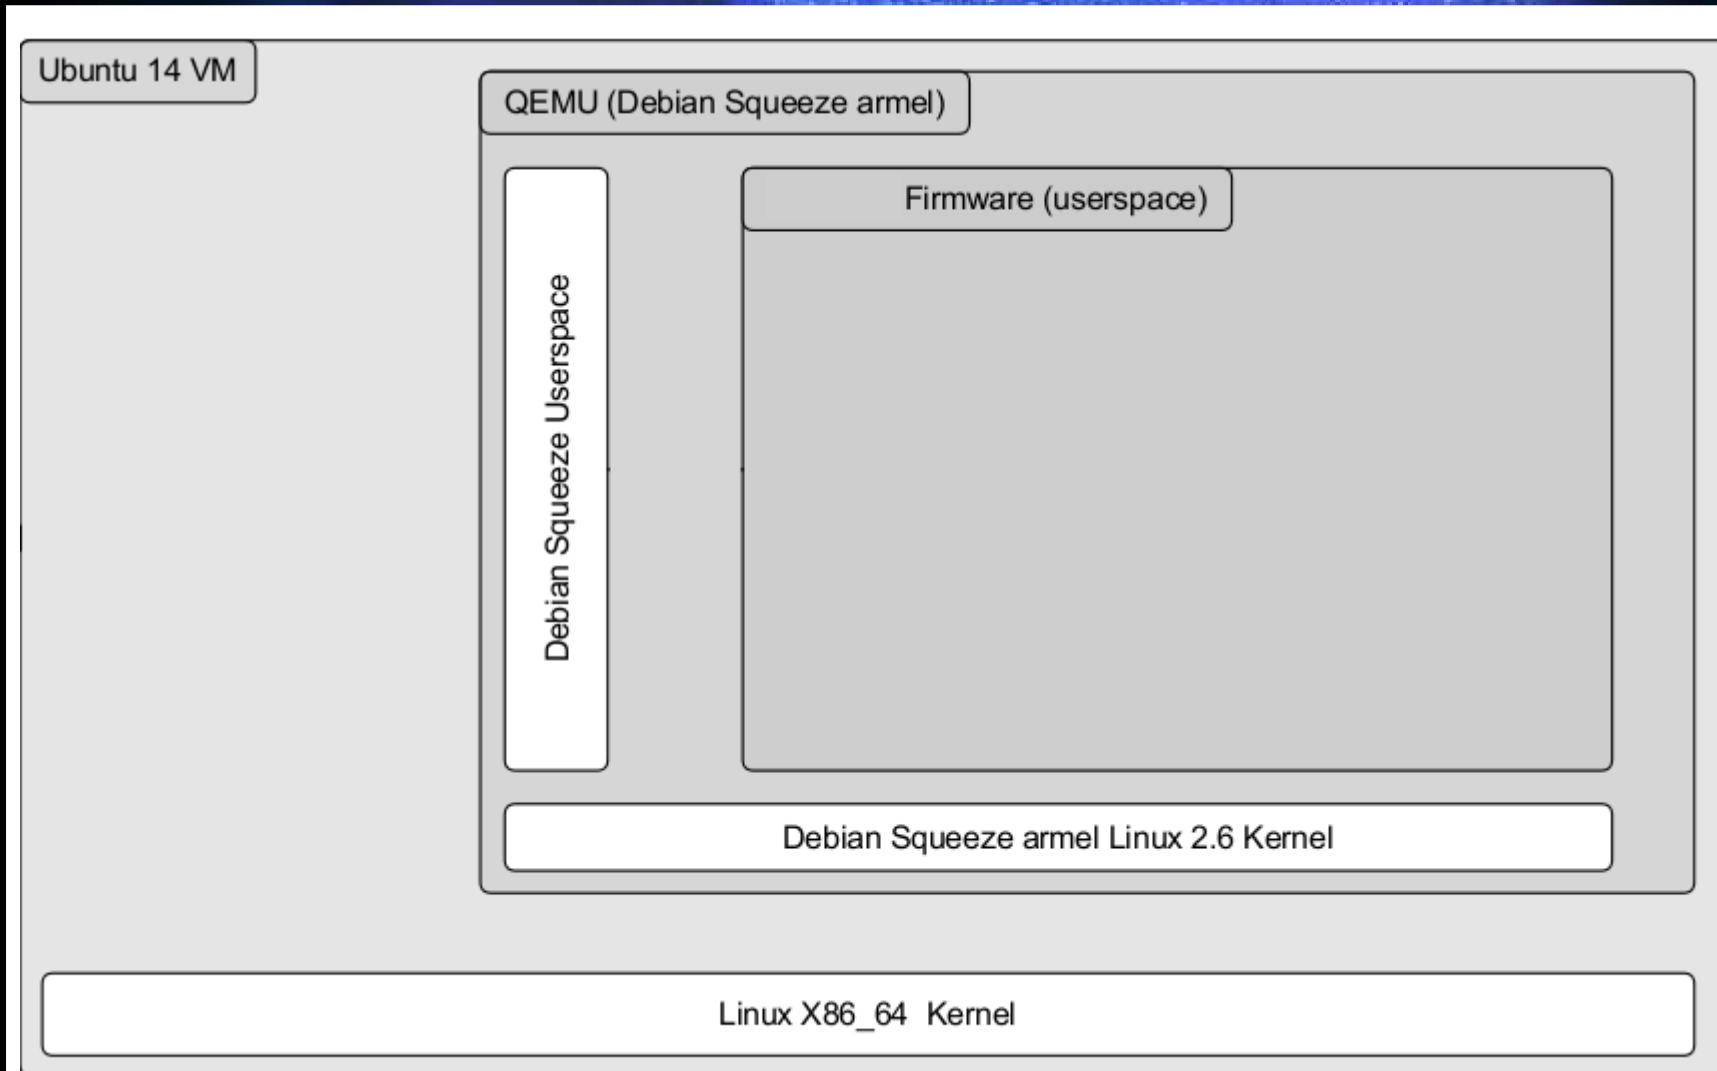 Ubuntu 14 VM
QEMU (Debian Squeeze armel)
Firmware (userspace)
Debian Squeeze Userspace
Debian Squeeze armel Linux 2.6 Kernel
Linux X86_64 Kernel